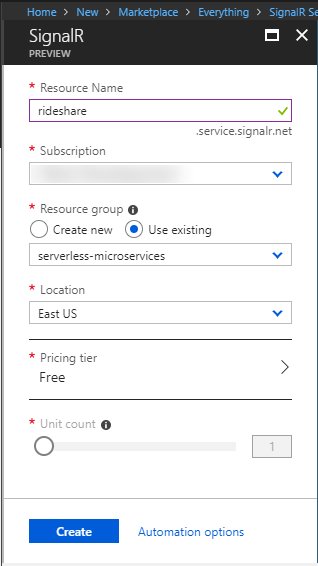 Home > New > Marketplace > Everything > SignalR Se
SignalR
PREVIEW
* Resource Name
rideshare
.service.signalr.net
* Subscription
* Resource group
Create new Use existing
serverless-microservices
* Location
East US
* Pricing tier
Free
* Unit count
1
Create Automation options